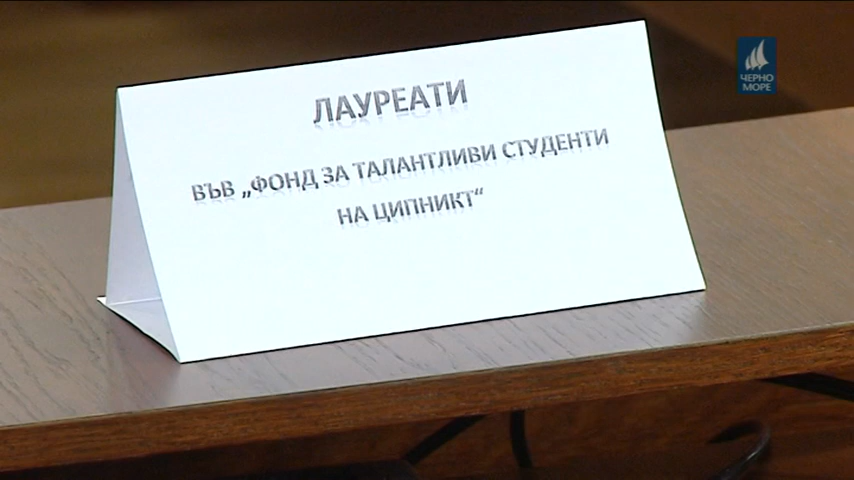 ЛАУРЕАТИ
ВЪВ „ФОНД ЗА ТАЛАНТЛИВИ СТУДЕНТИ
НА ЦИПНИКТ“
ЧЕРНО
МОРЕ